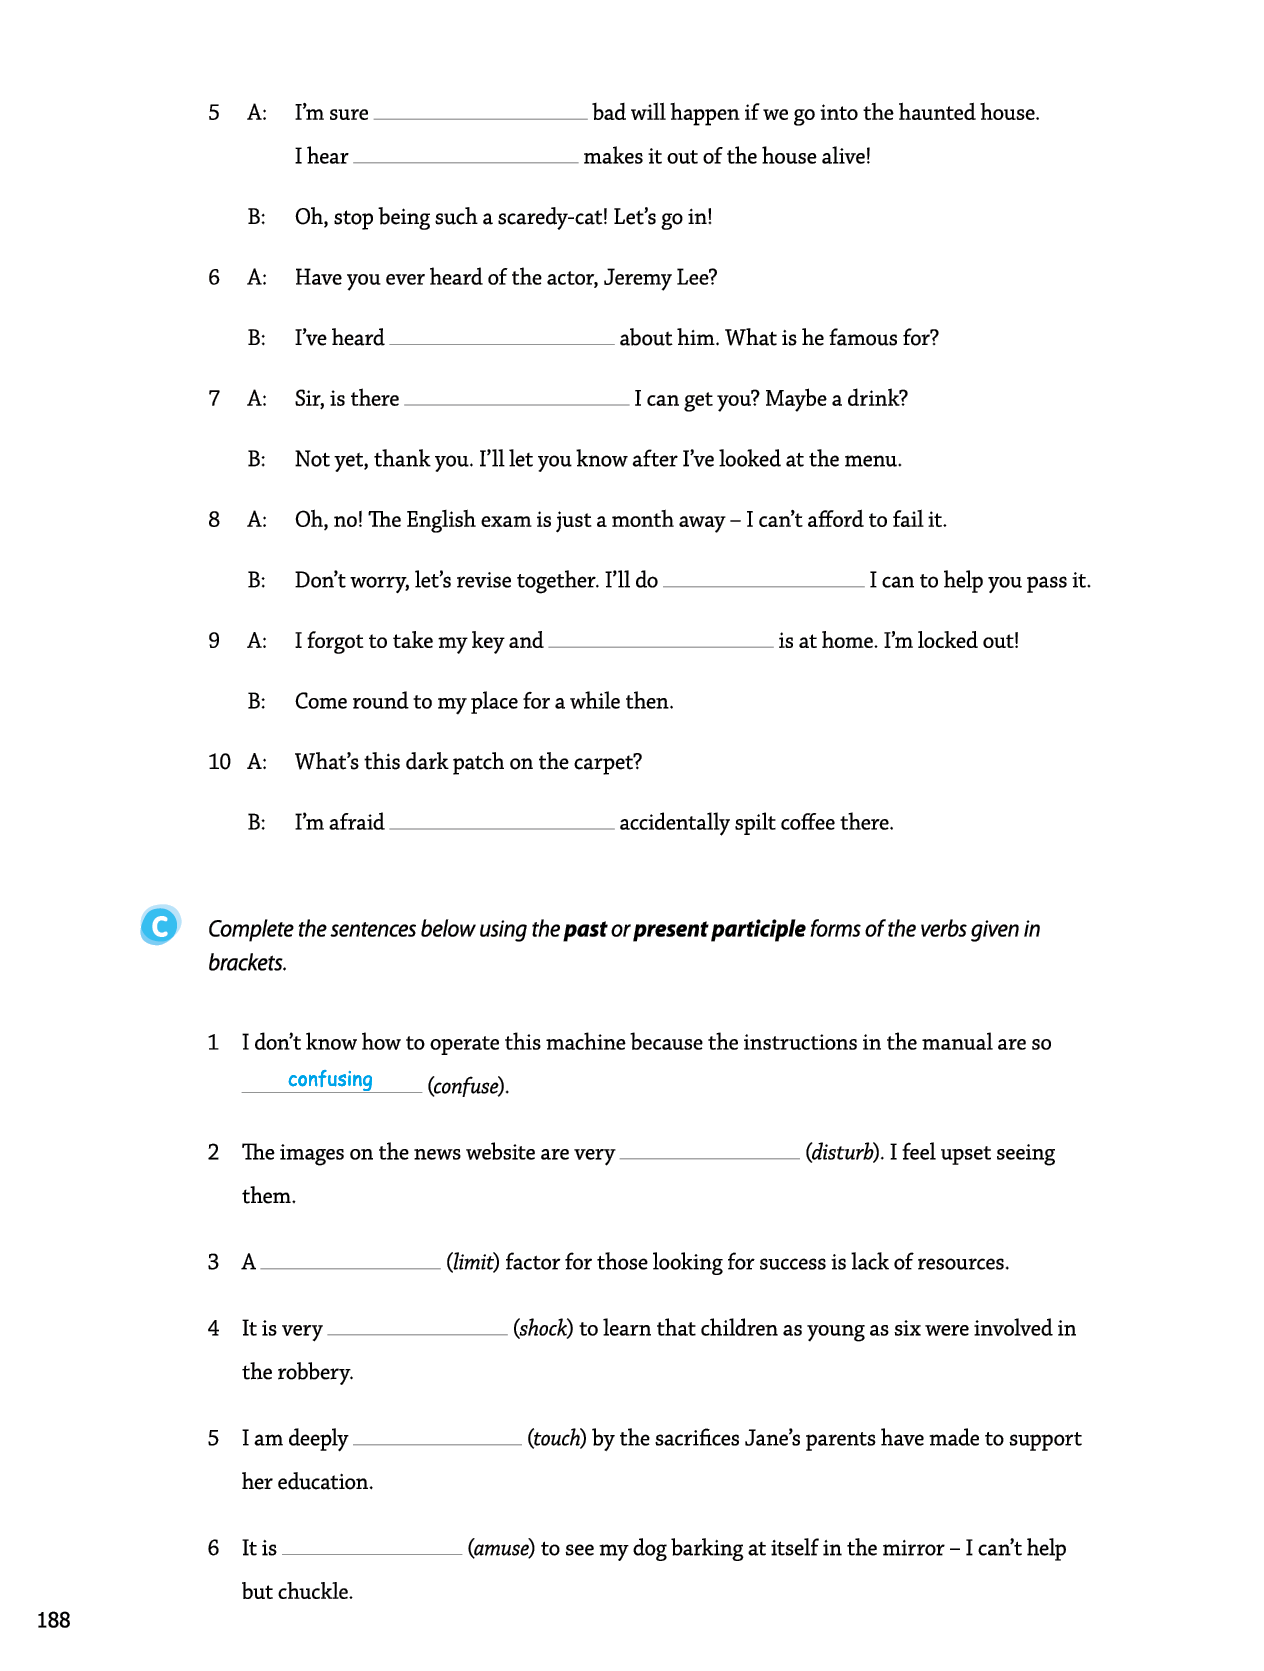 5 A: I’m sure ____________________ bad will happen if we go into the haunted house.
I hear ____________________ makes it out of the house alive!
B: Oh, stop being such a scaredy-cat! Let’s go in!
6 A: Have you ever heard of the actor, Jeremy Lee?
B: I’ve heard ____________________ about him. What is he famous for?
7 A: Sir, is there ____________________ I can get you? Maybe a drink?
B: Not yet, thank you. I’ll let you know after I’ve looked at the menu.
8 A: Oh, no! The English exam is just a month away – I can’t afford to fail it.
B: Don’t worry, let’s revise together. I’ll do ____________________ I can to help you pass it.
9 A: I forgot to take my key and ____________________ is at home. I’m locked out!
B: Come round to my place for a while then.
10 A: What’s this dark patch on the carpet?
B: I’m afraid ____________________ accidentally spilt coffee there.
C Complete the sentences below using the past or present participle forms of the verbs given in
brackets.
1 I don’t know how to operate this machine because the instructions in the manual are so
confusing (confuse).
2 The images on the news website are very ____________________ (disturb). I feel upset seeing
them.
3 A ____________________ (limit) factor for those looking for success is lack of resources.
4 It is very ____________________ (shock) to learn that children as young as six were involved in
the robbery.
5 I am deeply ____________________ (touch) by the sacrifices Jane’s parents have made to support
her education.
6 It is ____________________ (amuse) to see my dog barking at itself in the mirror – I can’t help
but chuckle.
188